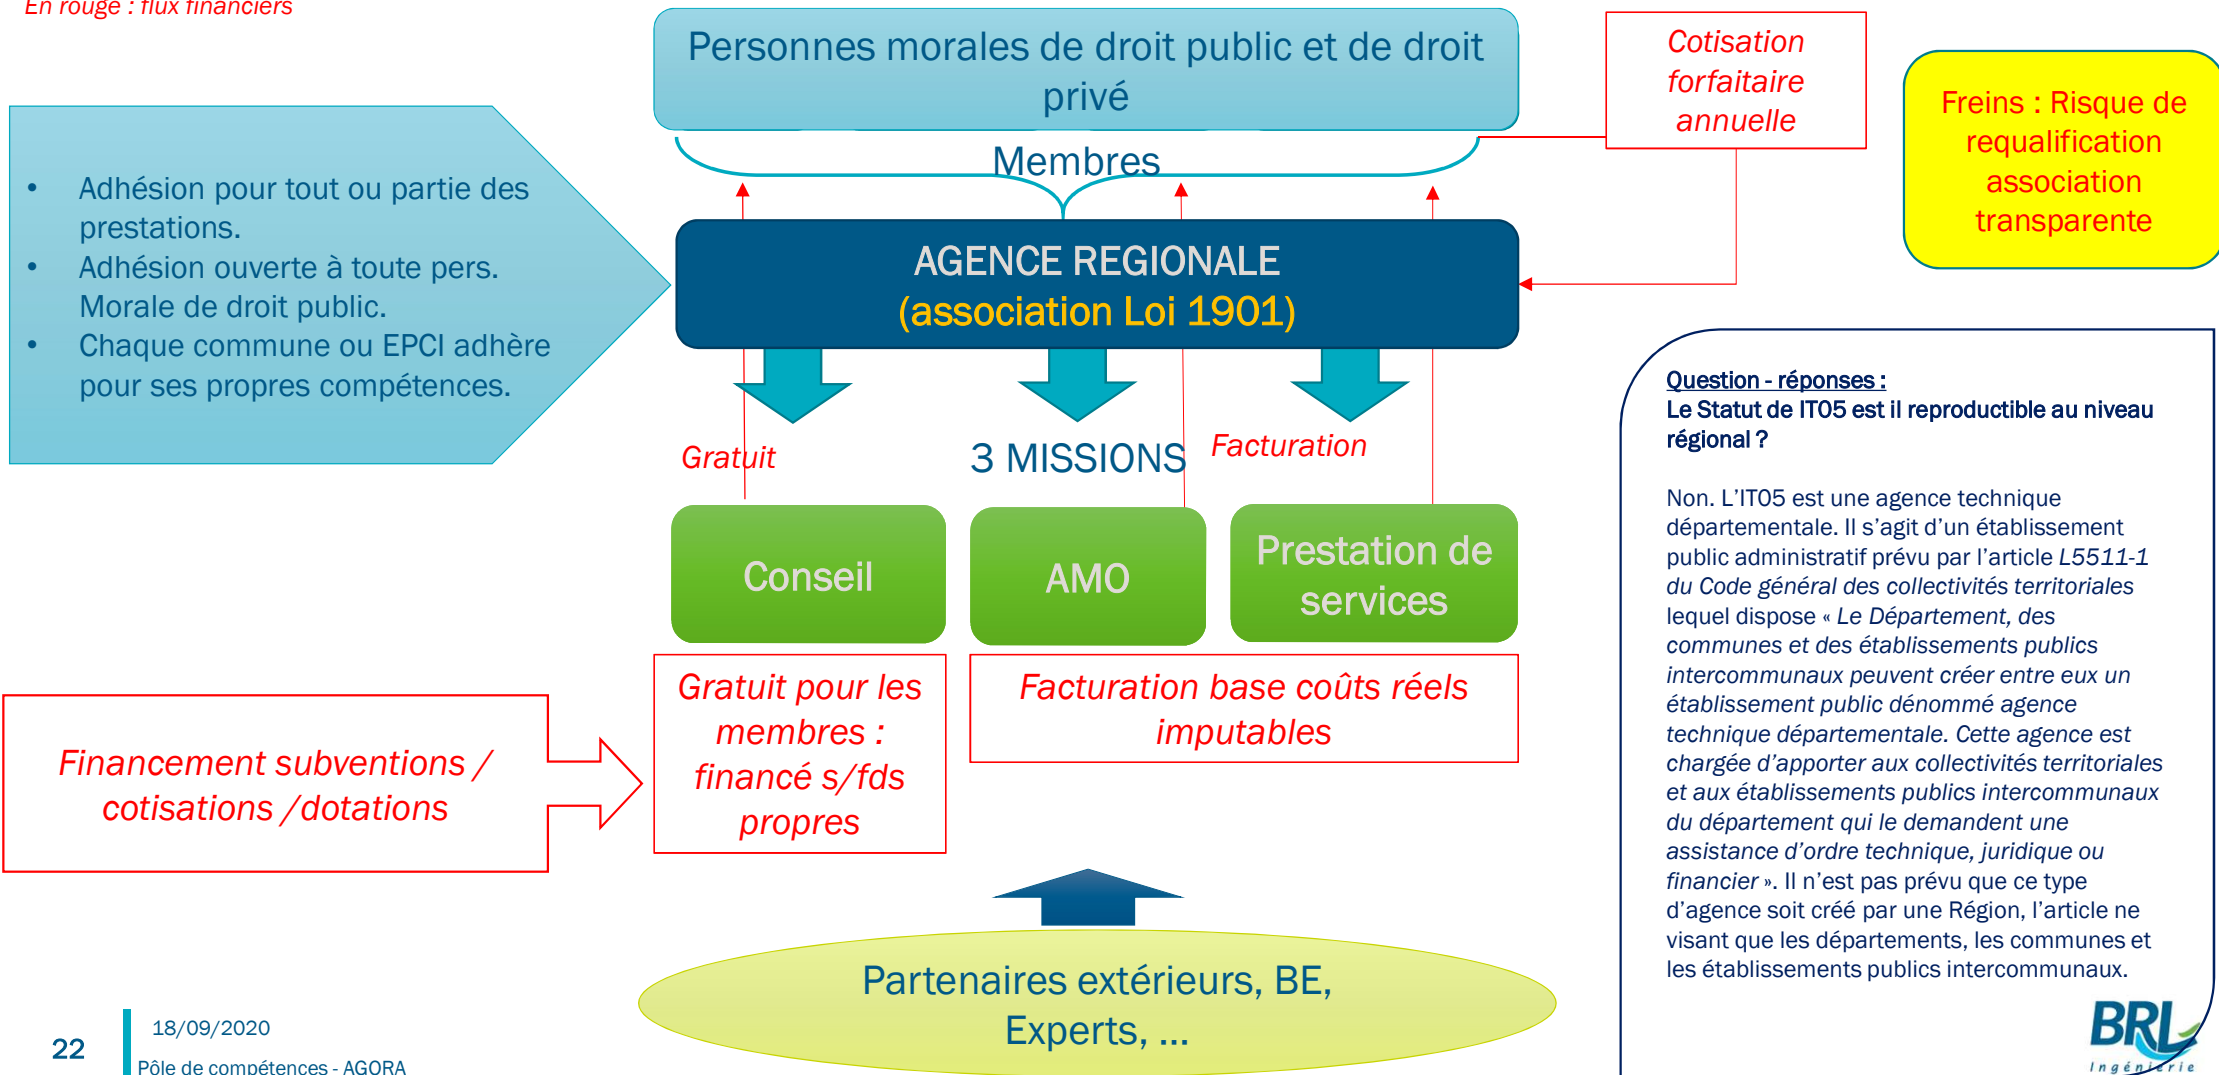 En rouge : flux financiers
Personnes morales de droit public et de droit
privé
Cotisation
forfaitaire
annuelle
Freins : Risque de
requalification
association
transparente
Membres
• Adhésion pour tout ou partie des
prestations.
• Adhésion ouverte à toute pers.
Morale de droit public.
• Chaque commune ou EPCI adhère
pour ses propres compétences.
AGENCE REGIONALE
(association Loi 1901)
Gratuit
3 MISSIONS
Facturation
Conseil
AMO
Prestation de
services
Gratuit pour les
membres :
financé s/fds
propres
Facturation base coûts réels
imputables
Financement subventions /
cotisations /dotations
Partenaires extérieurs, BE,
Experts, ...
Question - réponses :
Le Statut de IT05 est il reproductible au niveau
régional ?
Non. L'IT05 est une agence technique
départementale. Il s'agit d'un établissement
public administratif prévu par l'article L5511-1
du Code général des collectivités territoriales
lequel dispose « Le Département, des
communes et des établissements publics
intercommunaux peuvent créer entre eux un
établissement public dénommé agence
technique départementale. Cette agence est
chargée d'apporter aux collectivités territoriales
et aux établissements publics intercommunaux
du département qui le demandent une
assistance d'ordre technique, juridique ou
financier ». Il n'est pas prévu que ce type
d'agence soit créé par une Région, l'article ne
visant que les départements, les communes et
les établissements publics intercommunaux.
22
18/09/2020
Pôle de compétences - AGORA
BRL
Ingénierie